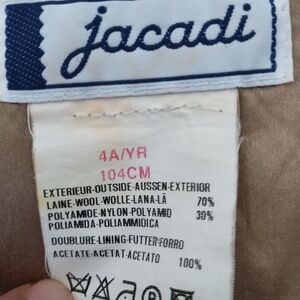 jacadi
4A/YR
104CM
EXTERIEUR-OUTSIDE-AUSSEN-EXTERIOR
LAINE-WOOL-WOLLE-LANA-LÂ 70%
POLYAMIDE-NYLON-POLYAMID 30%
POLIAMIDA-POLIAMMIDICA
DOUBLURE-LINING-FUTTER-FORRO
ACETATE-ACETAT-ACETATO 100%